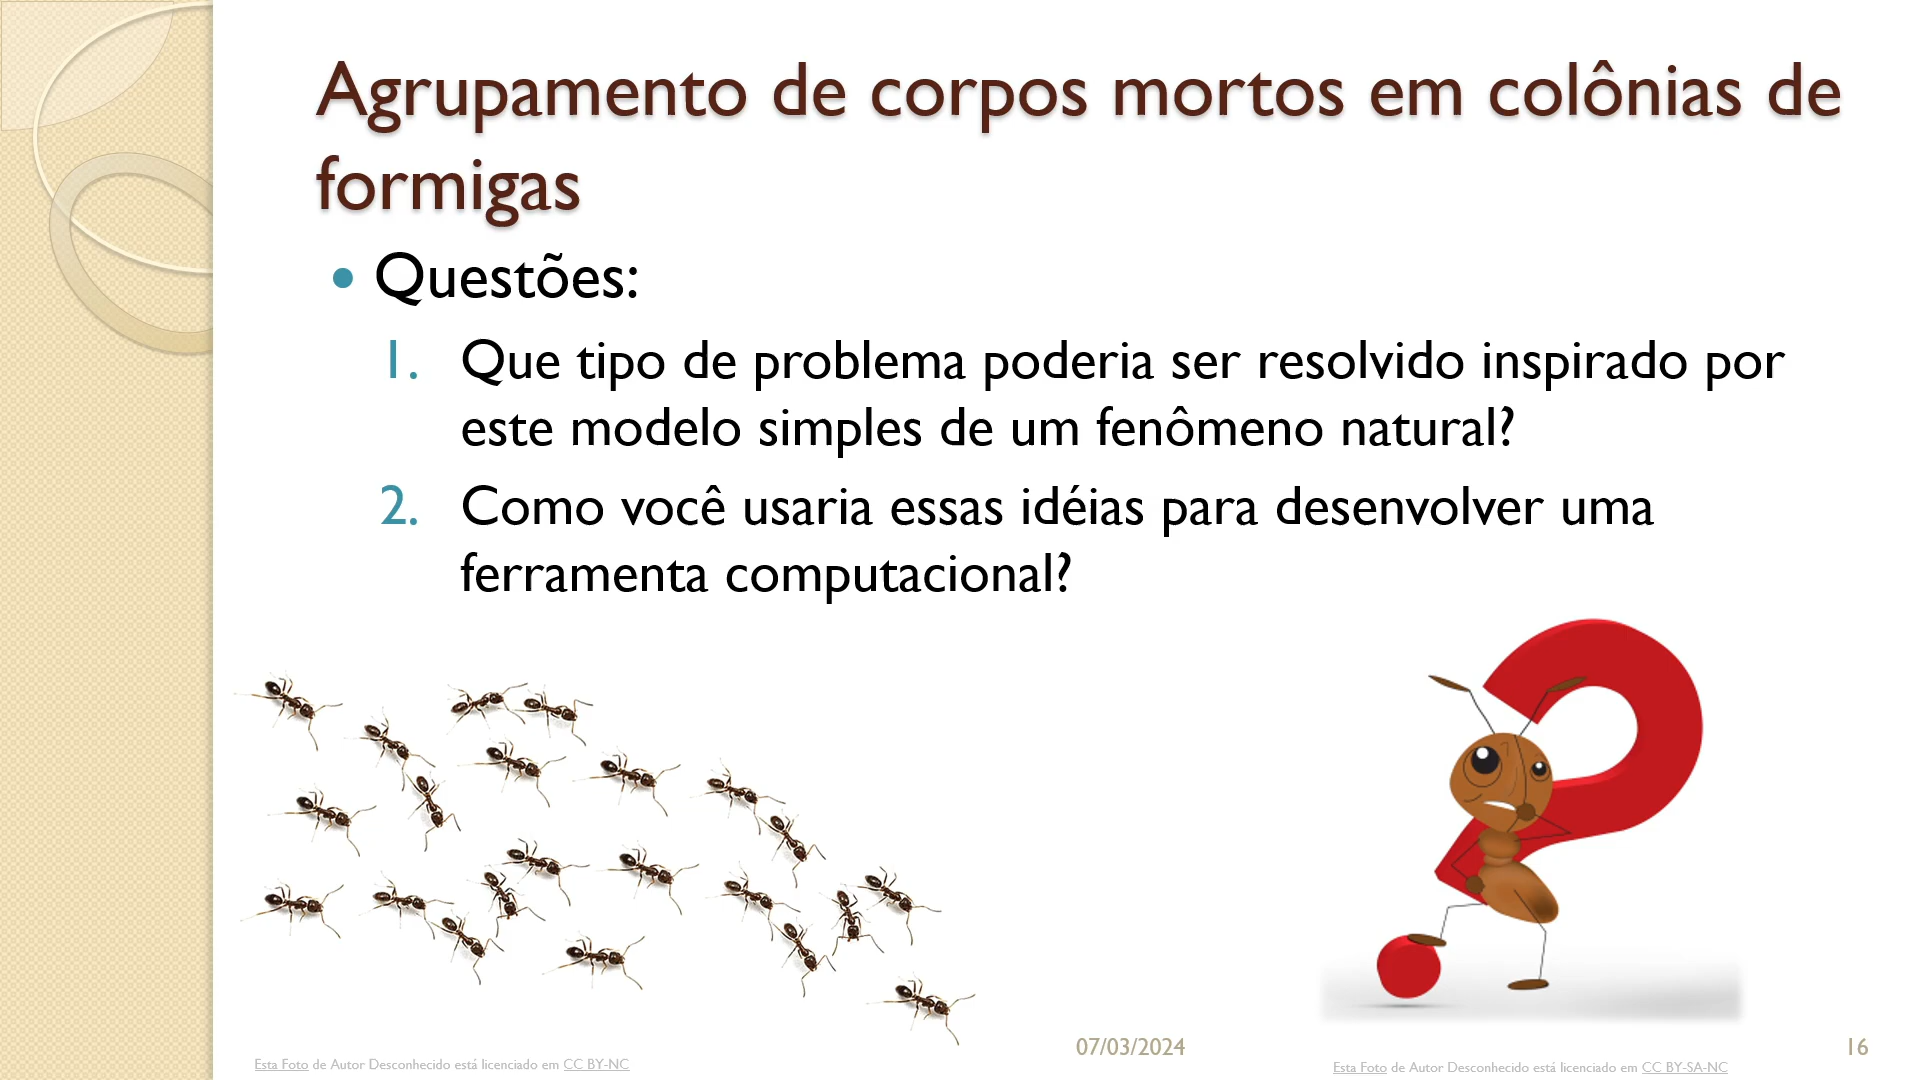 Agrupamento de corpos mortos em colônias de
formigas
• Questões:
1. Que tipo de problema poderia ser resolvido inspirado por
este modelo simples de um fenômeno natural?
2. Como você usaria essas idéias para desenvolver uma
ferramenta computacional?
07/03/2024
16
Esta Foto de Autor Desconhecido está licenciado em CC BY-NC
Esta Foto de Autor Desconhecido está licenciado em CC BY-SA-NC